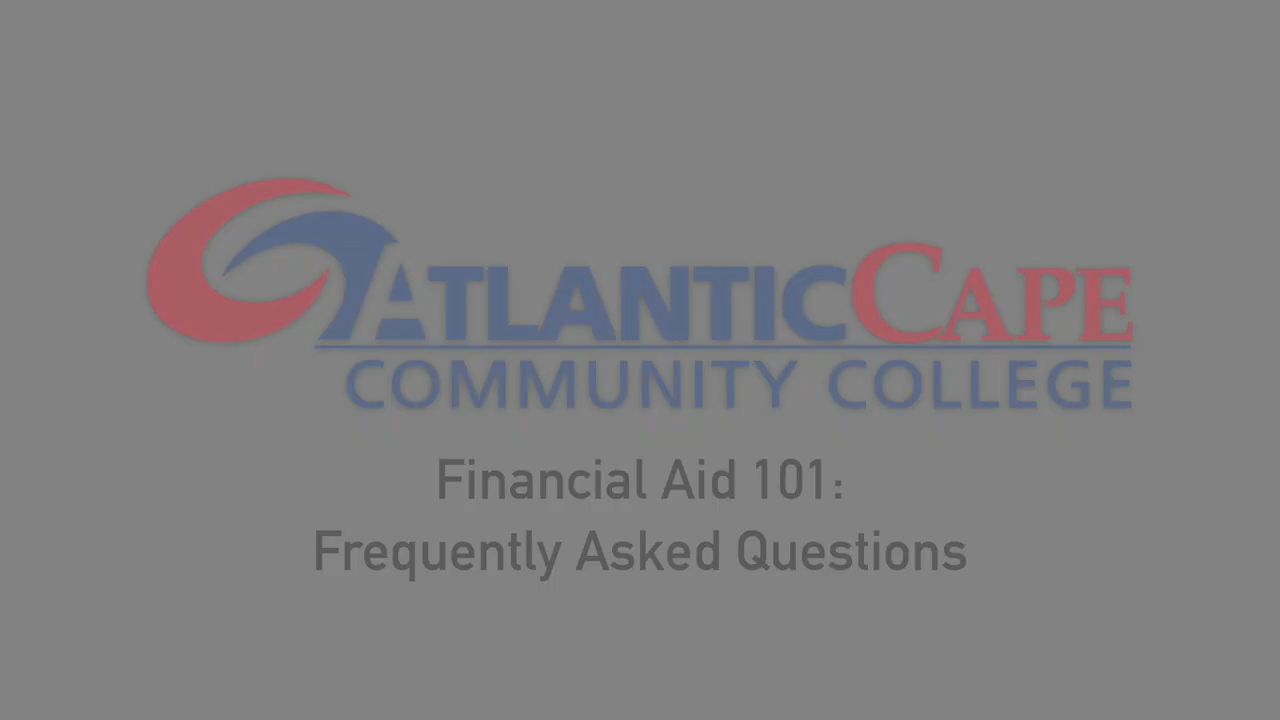 ATLANTICCAPE
COMMUNITY COLLEGE
Financial Aid 101:
Frequently Asked Questions